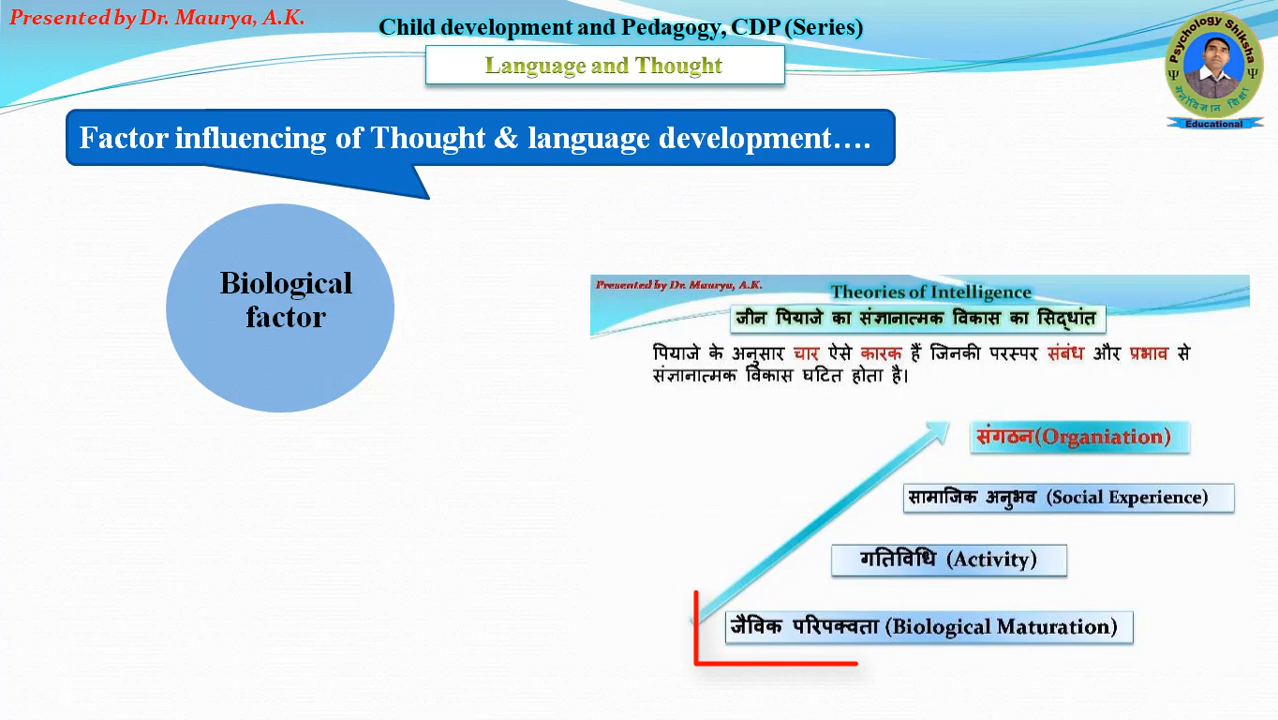 Presented by Dr. Maurya, A.K.
Child development and Pedagogy, CDP (Series)
Language and Thought
Psychology Shiksha
Ψ Ψ
मनोविज्ञान शिक्षा
Educational
Factor influencing of Thought & language development....
Biological
factor
Presented by Dr. Maurya, A.K.
Theories of Intelligence
जीन पियाजे का संज्ञानात्मक विकास का सिद्धांत
पियाजे के अनुसार चार ऐसे कारक हैं जिनकी परस्पर संबंध और प्रभाव से
संज्ञानात्मक विकास घटित होता है।
संगठन(Organiation)
सामाजिक अनुभव (Social Experience)
गतिविधि (Activity)
जैविक परिपक्वता (Biological Maturation)